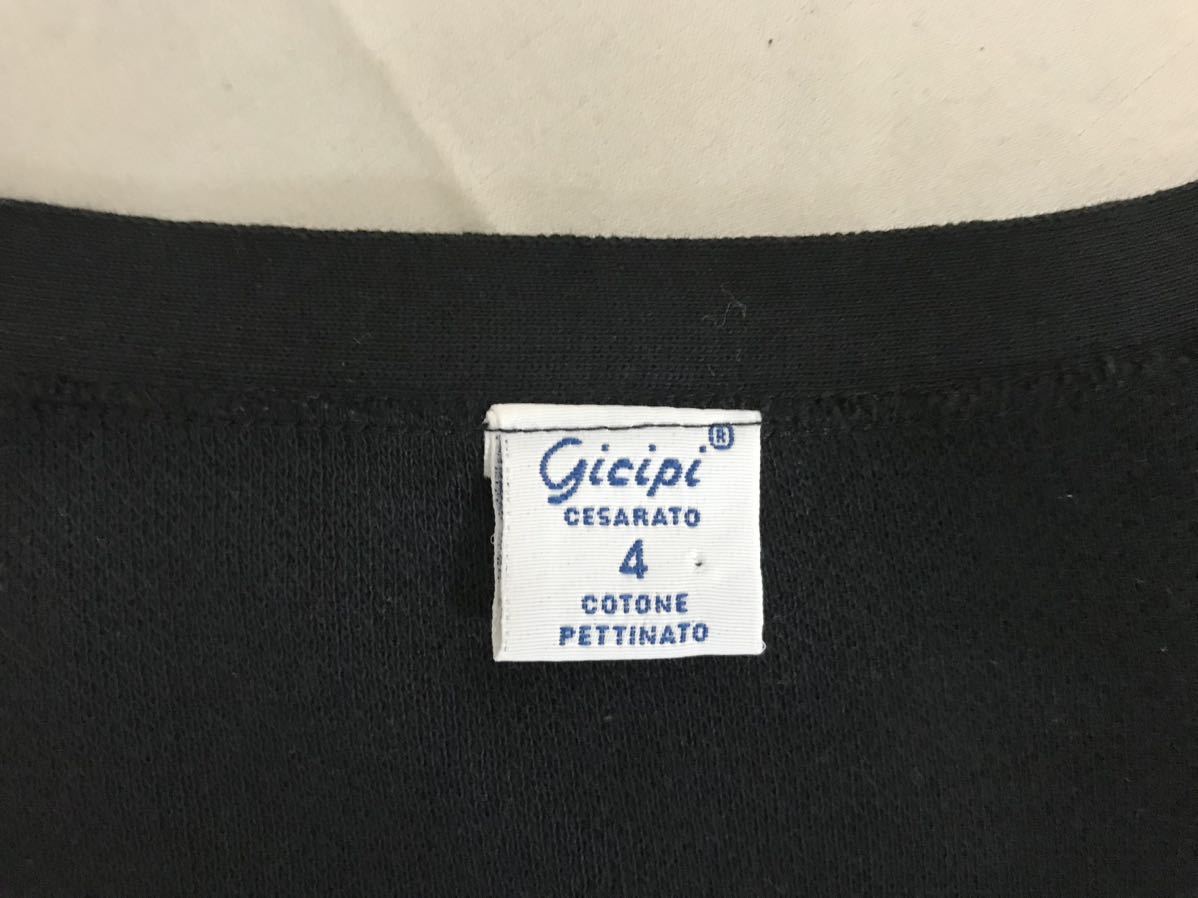 Gicipi®
CESARATO
4
COTONE
PETTINATO